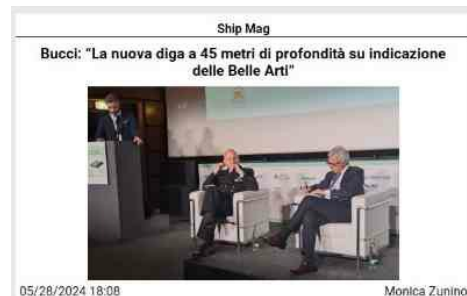 Ship Mag
Bucci: “La nuova diga a 45 metri di profondità su indicazione
delle Belle Arti”
05/28/2024 18:08
Monica Zunino